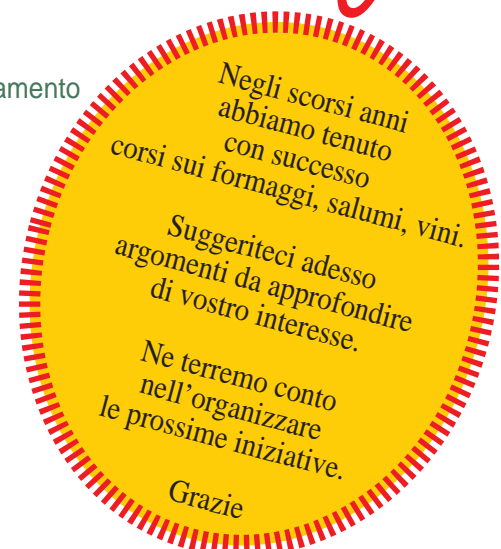 Negli scorsi anni
abbiamo tenuto
con successo
corsi sui formaggi, salumi, vini.
Suggeriteci adesso
argomenti da approfondire
di vostro interesse.
Ne terremo conto
nell’organizzare
le prossime iniziative.
Grazie